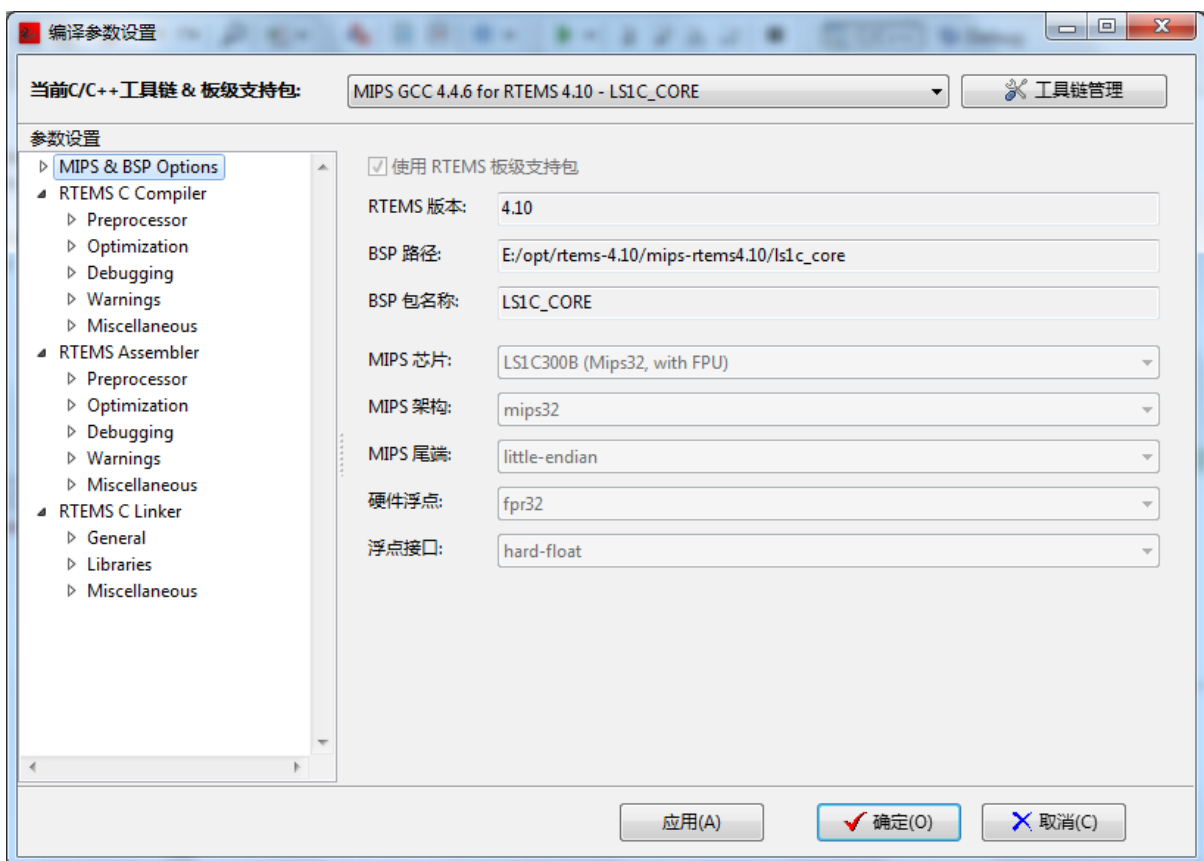 编译参数设置
当前C/C++工具链 & 板级支持包:
MIPS GCC 4.4.6 for RTEMS 4.10 - LS1C_CORE
工具链管理
参数设置
MIPS & BSP Options
RTEMS C Compiler
Preprocessor
Optimization
Debugging
Warnings
Miscellaneous
RTEMS Assembler
Preprocessor
Optimization
Debugging
Warnings
Miscellaneous
RTEMS C Linker
General
Libraries
Miscellaneous
使用 RTEMS 板级支持包
RTEMS 版本: 4.10
BSP 路径: E:/opt/rtems-4.10/mips-rtems4.10/ls1c_core
BSP 包名称: LS1C_CORE
MIPS 芯片: LS1C300B (Mips32, with FPU)
MIPS 架构: mips32
MIPS 尾端: little-endian
硬件浮点: fpr32
浮点接口: hard-float
应用(A)
确定(O)
取消(C)